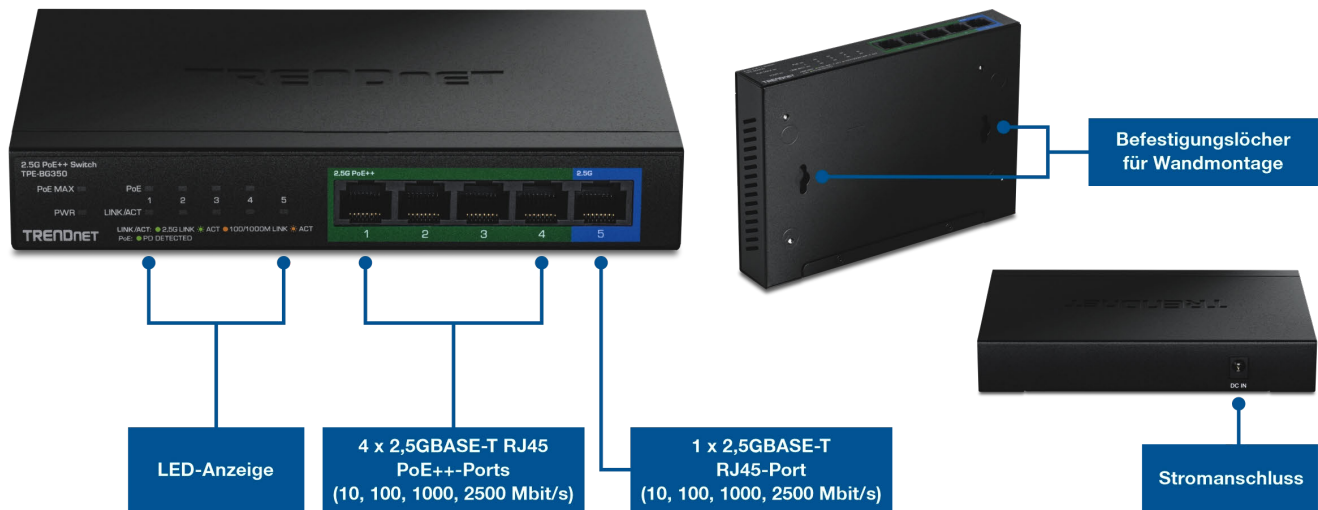 TRENDNET
2.5G PoE++ Switch
TPE-BG350
PoE MAX PoE
1 2 3 4 5
PWR LINK/ACT
TRENDNET
LINK/ACT: 2.5G LINK ACT 100/1000M LINK ACT
PoE: PD DETECTED
2.5G PoE++ 2.5G
1 2 3 4 5
LED-Anzeige
4 x 2,5GBASE-T RJ45
PoE++-Ports
(10, 100, 1000, 2500 Mbit/s)
1 x 2,5GBASE-T
RJ45-Port
(10, 100, 1000, 2500 Mbit/s)
TRENDNET
Befestigungslöcher
für Wandmontage
TRENDNET
DC IN
Stromanschluss